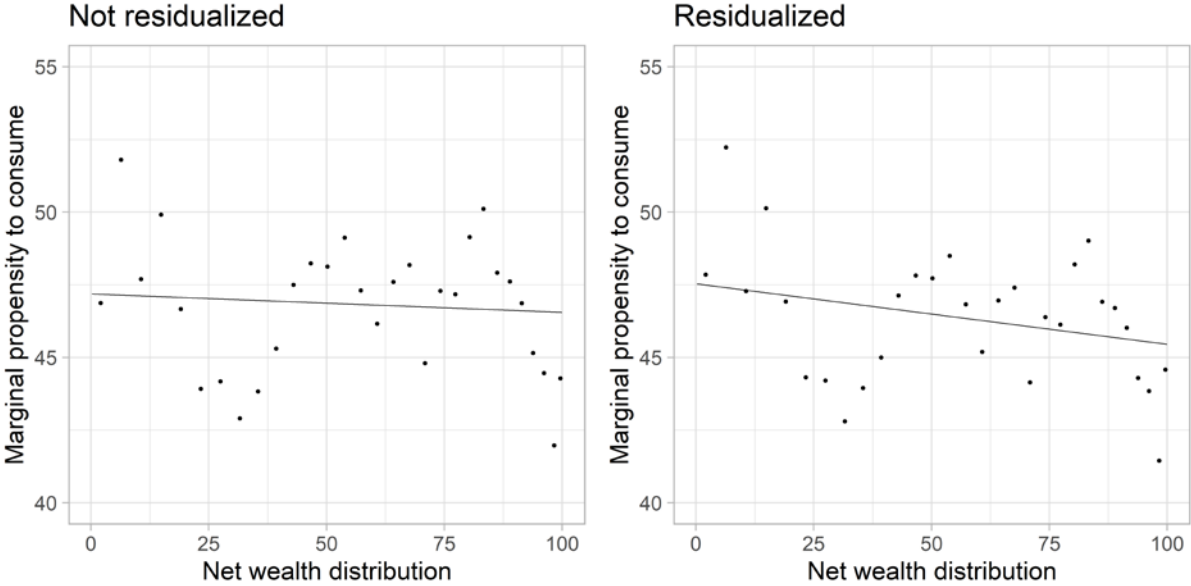 Not residualized
Marginal propensity to consume
55
50
45
40
0 25 50 75 100
Net wealth distribution
Residualized
Marginal propensity to consume
55
50
45
40
0 25 50 75 100
Net wealth distribution